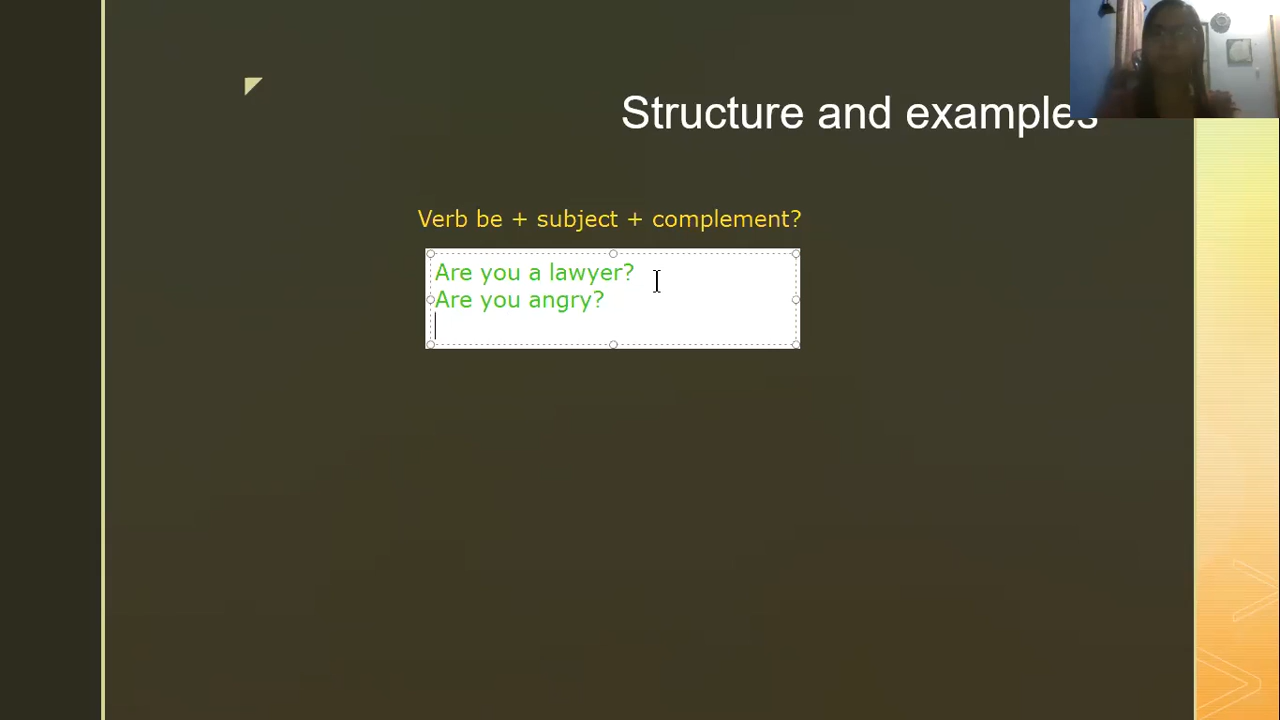 Structure and examples
Verb be + subject + complement?
Are you a lawyer?
Are you angry?